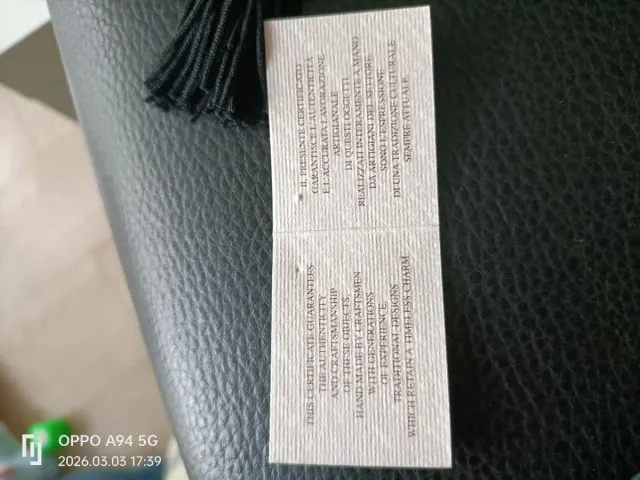 IL PRESENTE CERTIFICATO
GARANTISCE L'AUTENTICITÀ
E L'ACCURATA LAVORAZIONE
ARTIGIANALE
DI QUESTI OGGETTI
REALIZZATI INTERAMENTE A MANO
DA ARTIGIANI DEL SETTORE
SONO L'ESPRESSIONE
DI UNA TRADIZIONE CULTURALE
SEMPRE ATTUALE
THIS CERTIFICATE GUARANTEES
THE AUTHENTICITY
AND CRAFTSMANSHIP
OF THESE OBJECTS,
HAND MADE BY CRAFTSMEN
WITH GENERATIONS
OF EXPERIENCE.
TRADITIONAL DESIGNS
WHICH RETAIN A TIMELESS CHARM
OPPO A94 5G
2026.03.03 17:39